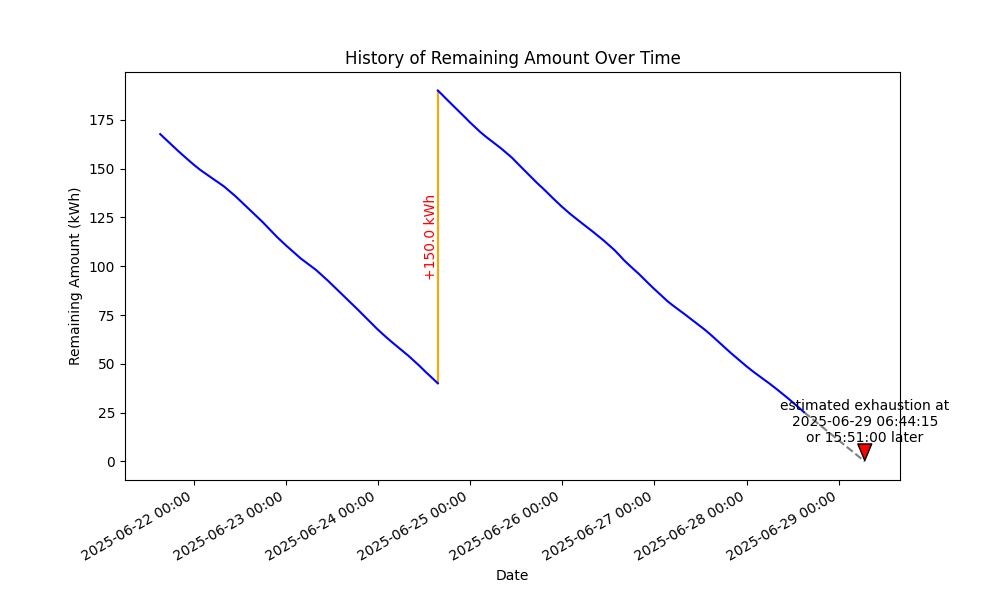 History of Remaining Amount Over Time
Remaining Amount (kWh)
175
150
125
100
75
50
25
0
+150.0 kWh
estimated exhaustion at
2025-06-29 06:44:15
or 15:51:00 later
2025-06-22 00:00
2025-06-23 00:00
2025-06-24 00:00
2025-06-25 00:00
2025-06-26 00:00
2025-06-27 00:00
2025-06-28 00:00
2025-06-29 00:00
Date